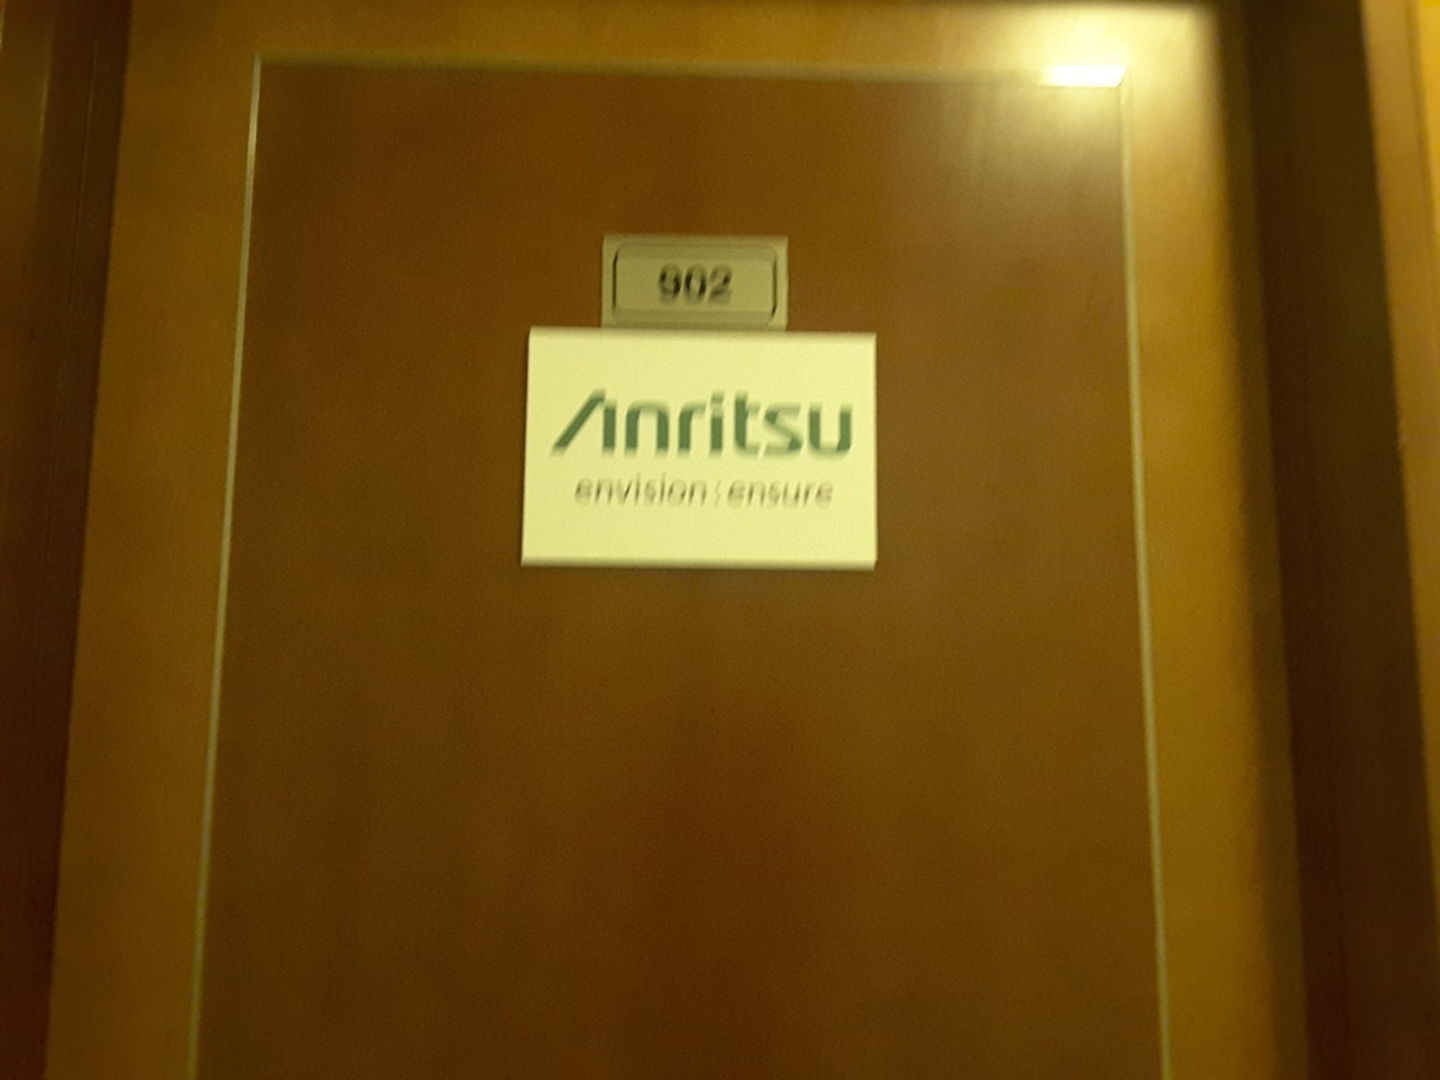 902
Anritsu
envision : ensure